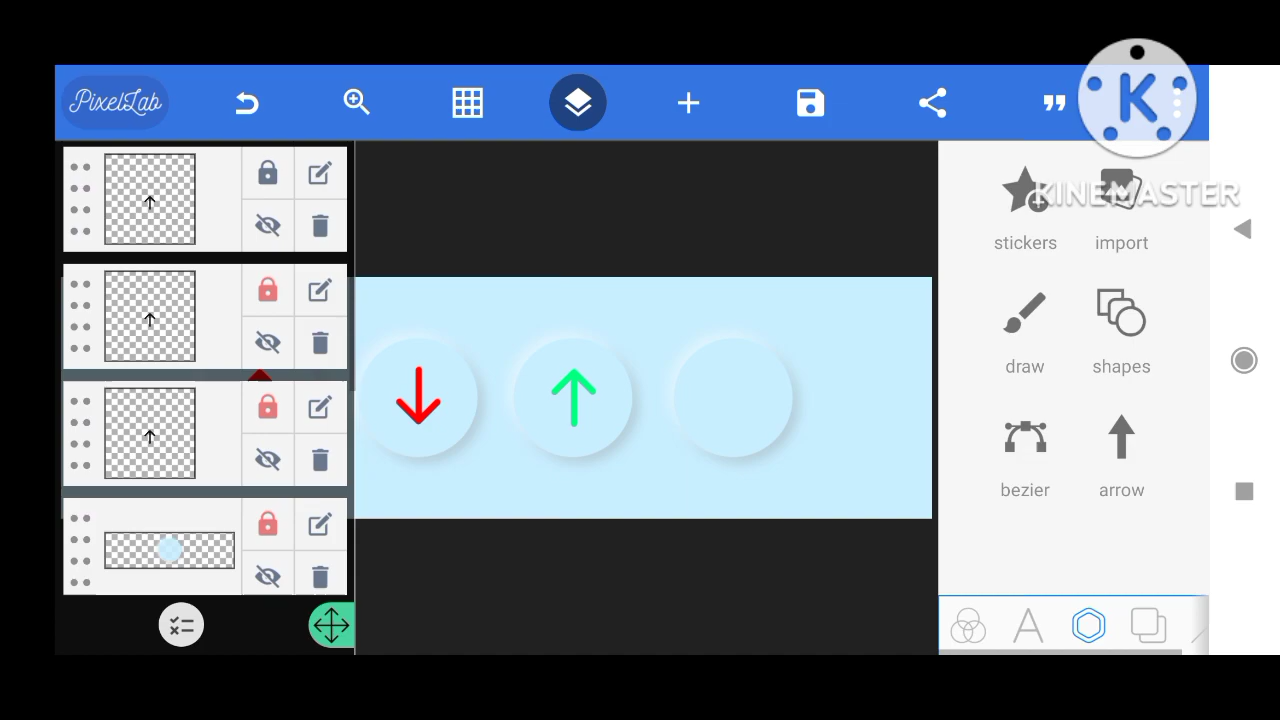 PixelLab
K
KINEMASTER
stickers
import
draw
shapes
bezier
arrow
A